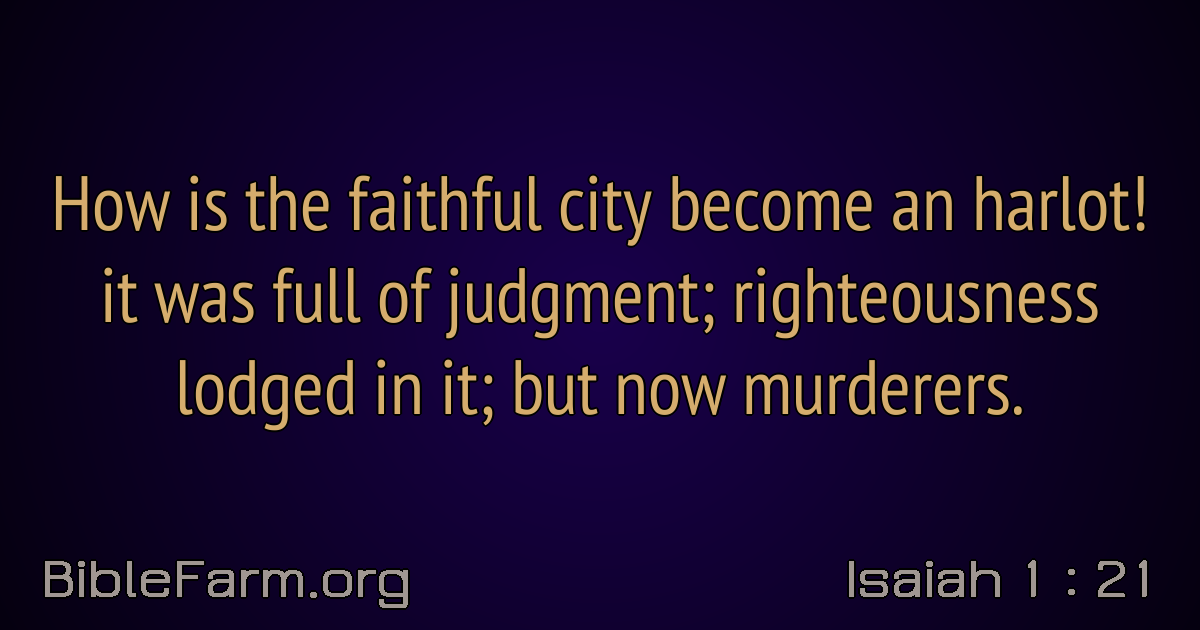 How is the faithful city become an harlot!
it was full of judgment; righteousness
lodged in it; but now murderers.
BibleFarm.org
Isaiah 1 : 21